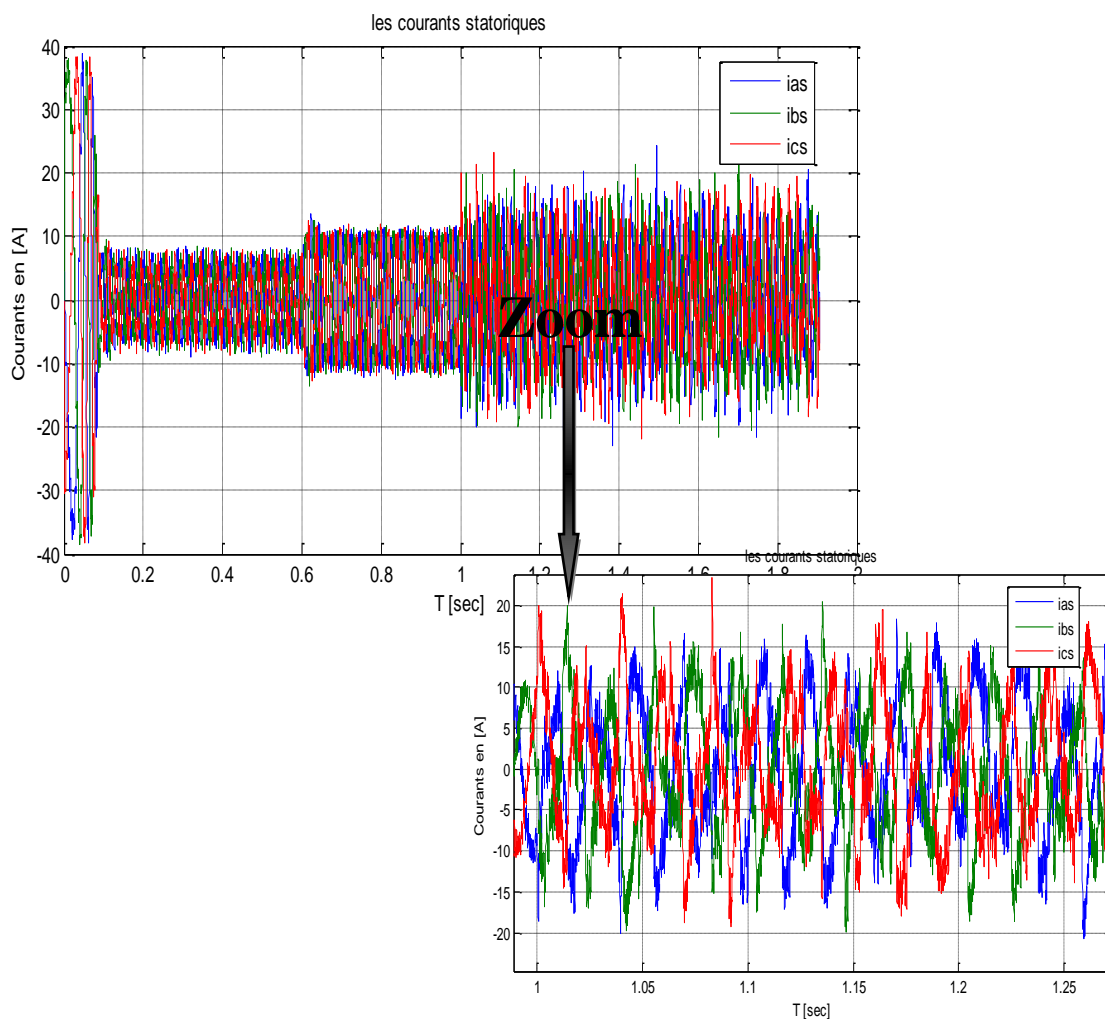 les courants statoriques
Courants en [A]
40
30
20
10
0
-10
-20
-30
-40
ias
ibs
ics
Zoom
0 0.2 0.4 0.6 0.8 1 1.2 1.4 1.6 1.8 2
T [sec]
les courants statoriques
Courants en [A]
20
15
10
5
0
-5
-10
-15
-20
ias
ibs
ics
1 1.05 1.1 1.15 1.2 1.25
T [sec]